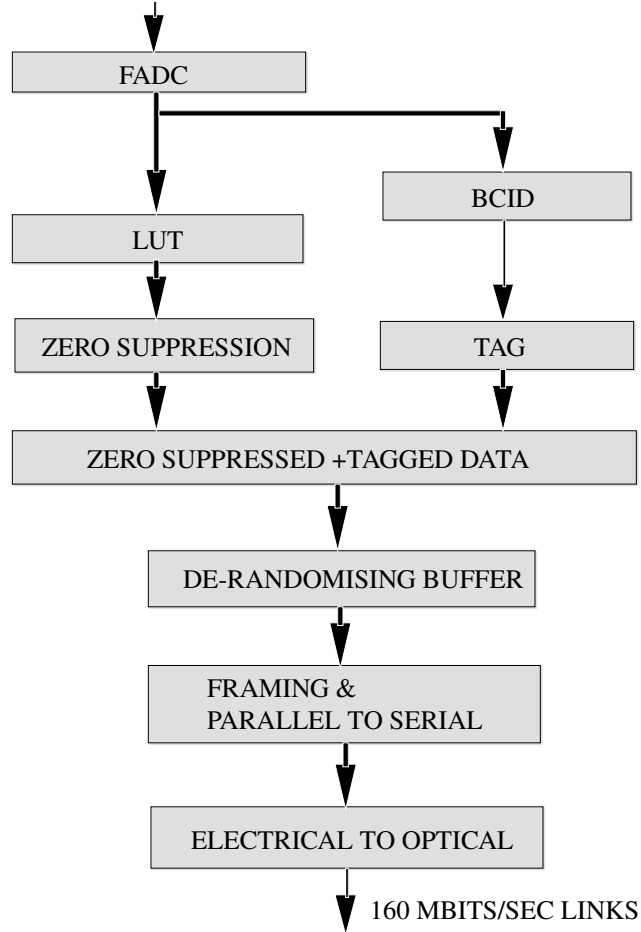 FADC
BCID
LUT
ZERO SUPPRESSION
TAG
ZERO SUPPRESSED +TAGGED DATA
DE-RANDOMISING BUFFER
FRAMING &
PARALLEL TO SERIAL
ELECTRICAL TO OPTICAL
160 MBITS/SEC LINKS